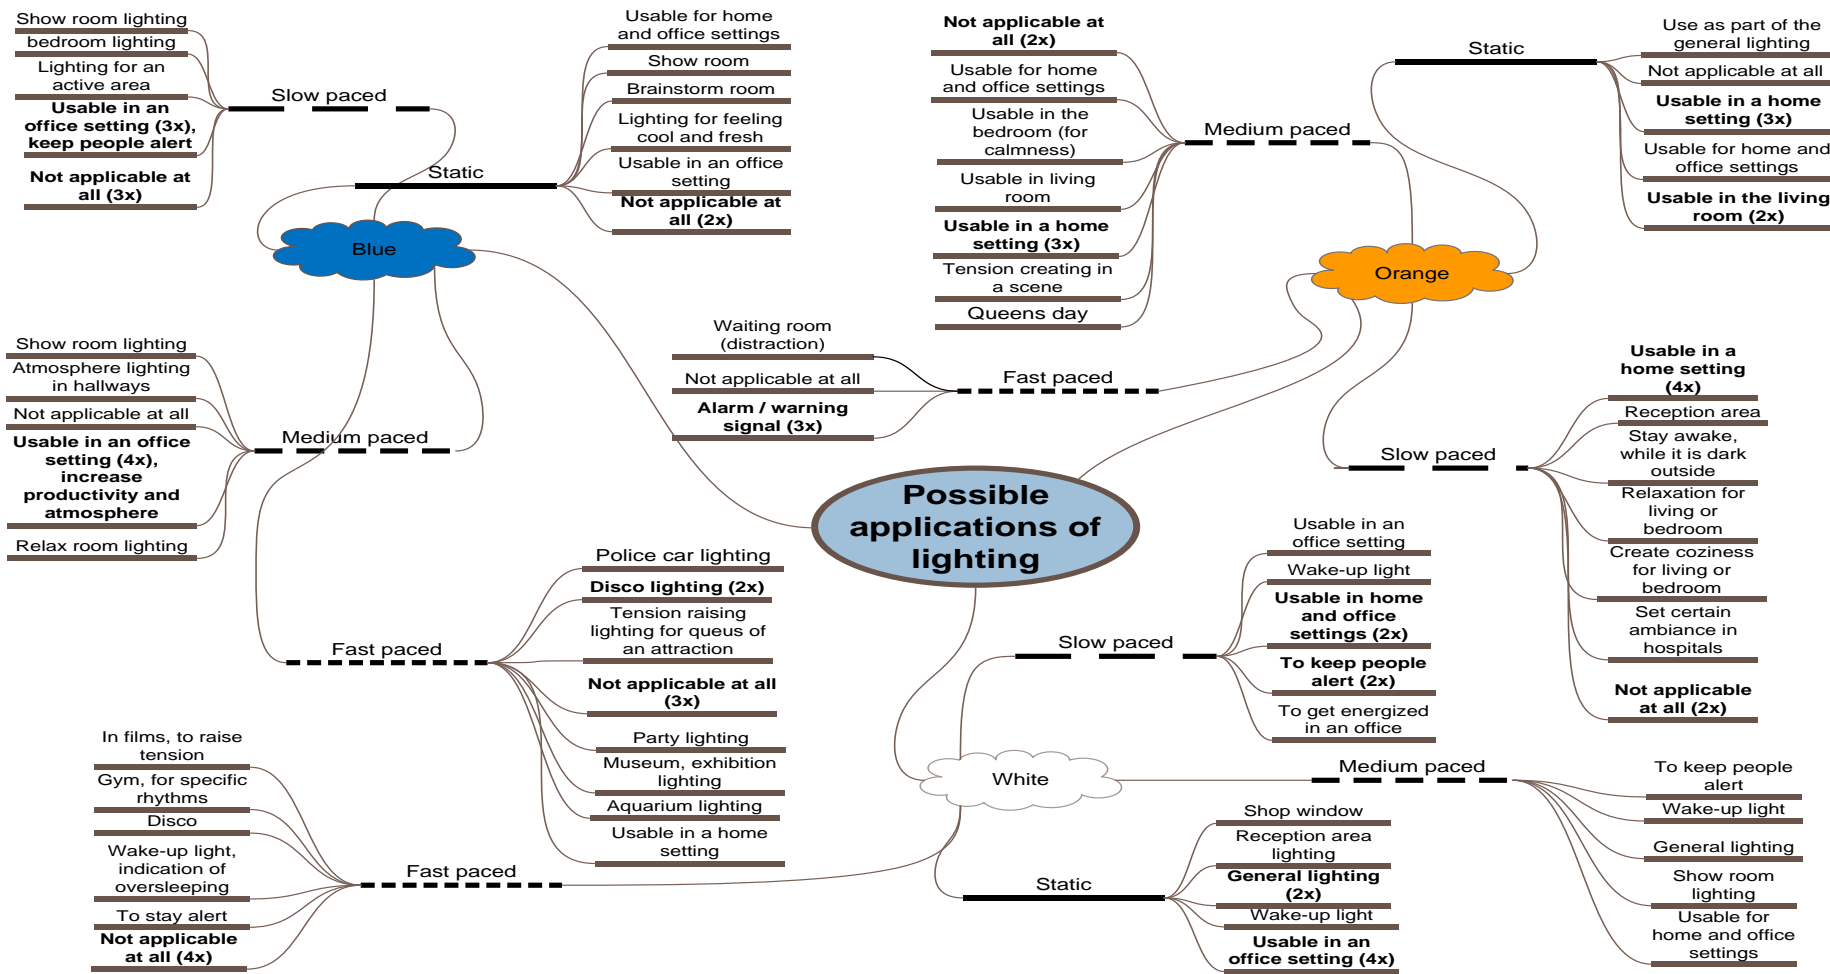 Show room lighting
bedroom lighting
Lighting for an
active area
Usable in an
office setting (3x),
keep people alert
Not applicable at
all (3x)
Slow paced
Usable for home
and office settings
Show room
Brainstorm room
Lighting for feeling
cool and fresh
Usable in an office
setting
Not applicable at
all (2x)
Static
Blue
Show room lighting
Atmosphere lighting
in hallways
Not applicable at all
Usable in an office
setting (4x),
increase
productivity and
atmosphere
Relax room lighting
Medium paced
Fast paced
Police car lighting
Disco lighting (2x)
Tension raising
lighting for queus of
an attraction
Not applicable at all
(3x)
Party lighting
Museum, exhibition
lighting
Aquarium lighting
Usable in a home
setting
Not applicable at
all (2x)
Usable for home
and office settings
Usable in the
bedroom (for
calmness)
Usable in living
room
Usable in a home
setting (3x)
Tension creating in
a scene
Queens day
Medium paced
Static
Use as part of the
general lighting
Not applicable at all
Usable in a home
setting (3x)
Usable for home and
office settings
Usable in the living
room (2x)
Orange
Waiting room
(distraction)
Not applicable at all
Alarm / warning
signal (3x)
Fast paced
Slow paced
Usable in a
home setting
(4x)
Reception area
Stay awake,
while it is dark
outside
Relaxation for
living or
bedroom
Create coziness
for living or
bedroom
Set certain
ambiance in
hospitals
Not applicable
at all (2x)
Possible
applications of
lighting
Slow paced
Usable in an
office setting
Wake-up light
Usable in home
and office
settings (2x)
To keep people
alert (2x)
To get energized
in an office
White
Medium paced
To keep people
alert
Wake-up light
General lighting
Show room
lighting
Usable for
home and office
settings
Static
Shop window
Reception area
lighting
General lighting
(2x)
Wake-up light
Usable in an
office setting (4x)
In films, to raise
tension
Gym, for specific
rhythms
Disco
Wake-up light,
indication of
oversleeping
To stay alert
Not applicable
at all (4x)
Fast paced